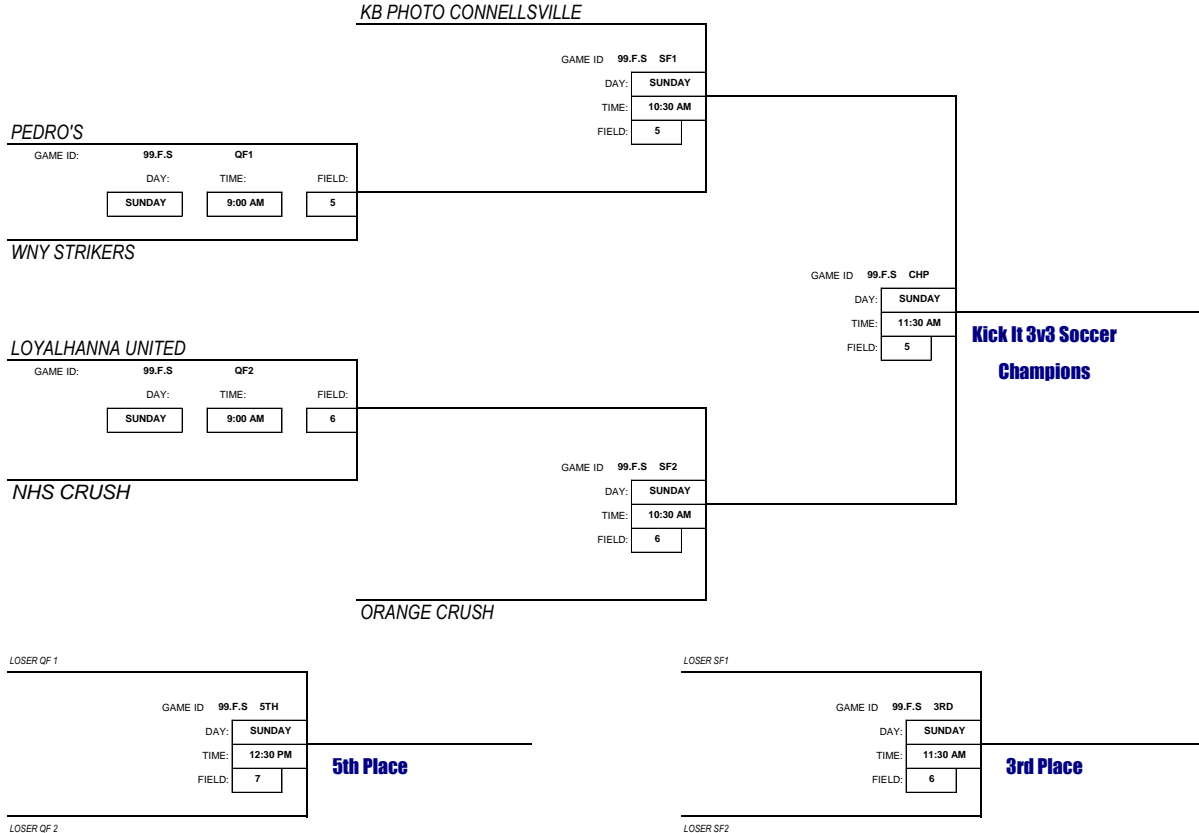 KB PHOTO CONNELLSVILLE
GAME ID 99.F.S SF1
DAY: SUNDAY
TIME: 10:30 AM
FIELD: 5
PEDRO'S
GAME ID: 99.F.S QF1
DAY: TIME: FIELD:
SUNDAY 9:00 AM 5
WNY STRIKERS
GAME ID 99.F.S CHP
DAY: SUNDAY
TIME: 11:30 AM
FIELD: 5
Kick It 3v3 Soccer
Champions
LOYALHANNA UNITED
GAME ID: 99.F.S QF2
DAY: TIME: FIELD:
SUNDAY 9:00 AM 6
NHS CRUSH
GAME ID 99.F.S SF2
DAY: SUNDAY
TIME: 10:30 AM
FIELD: 6
ORANGE CRUSH
LOSER QF 1
GAME ID 99.F.S 5TH
DAY: SUNDAY
TIME: 12:30 PM
FIELD: 7
5th Place
LOSER QF 2
LOSER SF1
GAME ID 99.F.S 3RD
DAY: SUNDAY
TIME: 11:30 AM
FIELD: 6
3rd Place
LOSER SF2